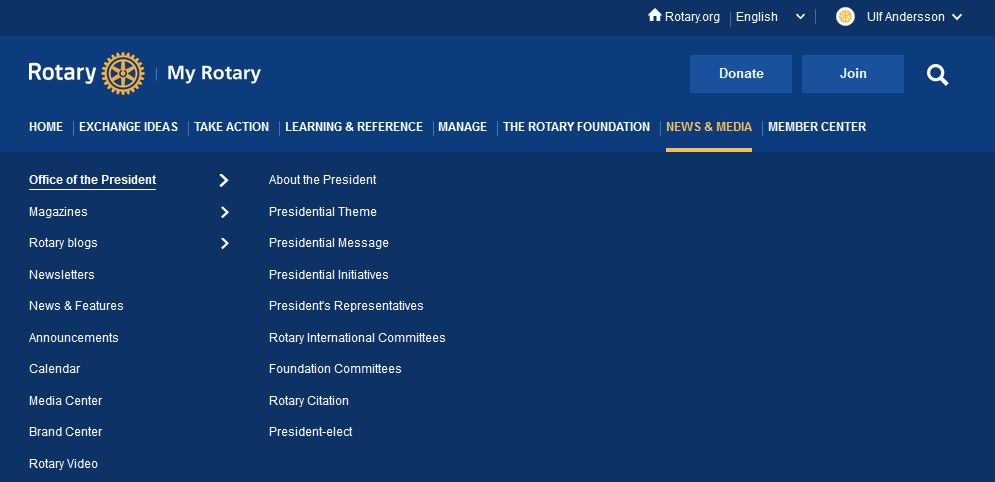 Rotary.org English Ulf Andersson
Rotary My Rotary Donate Join
HOME EXCHANGE IDEAS TAKE ACTION LEARNING & REFERENCE MANAGE THE ROTARY FOUNDATION NEWS & MEDIA MEMBER CENTER
Office of the President About the President
Magazines Presidential Theme
Rotary blogs Presidential Message
Newsletters Presidential Initiatives
News & Features President's Representatives
Announcements Rotary International Committees
Calendar Foundation Committees
Media Center Rotary Citation
Brand Center President-elect
Rotary Video